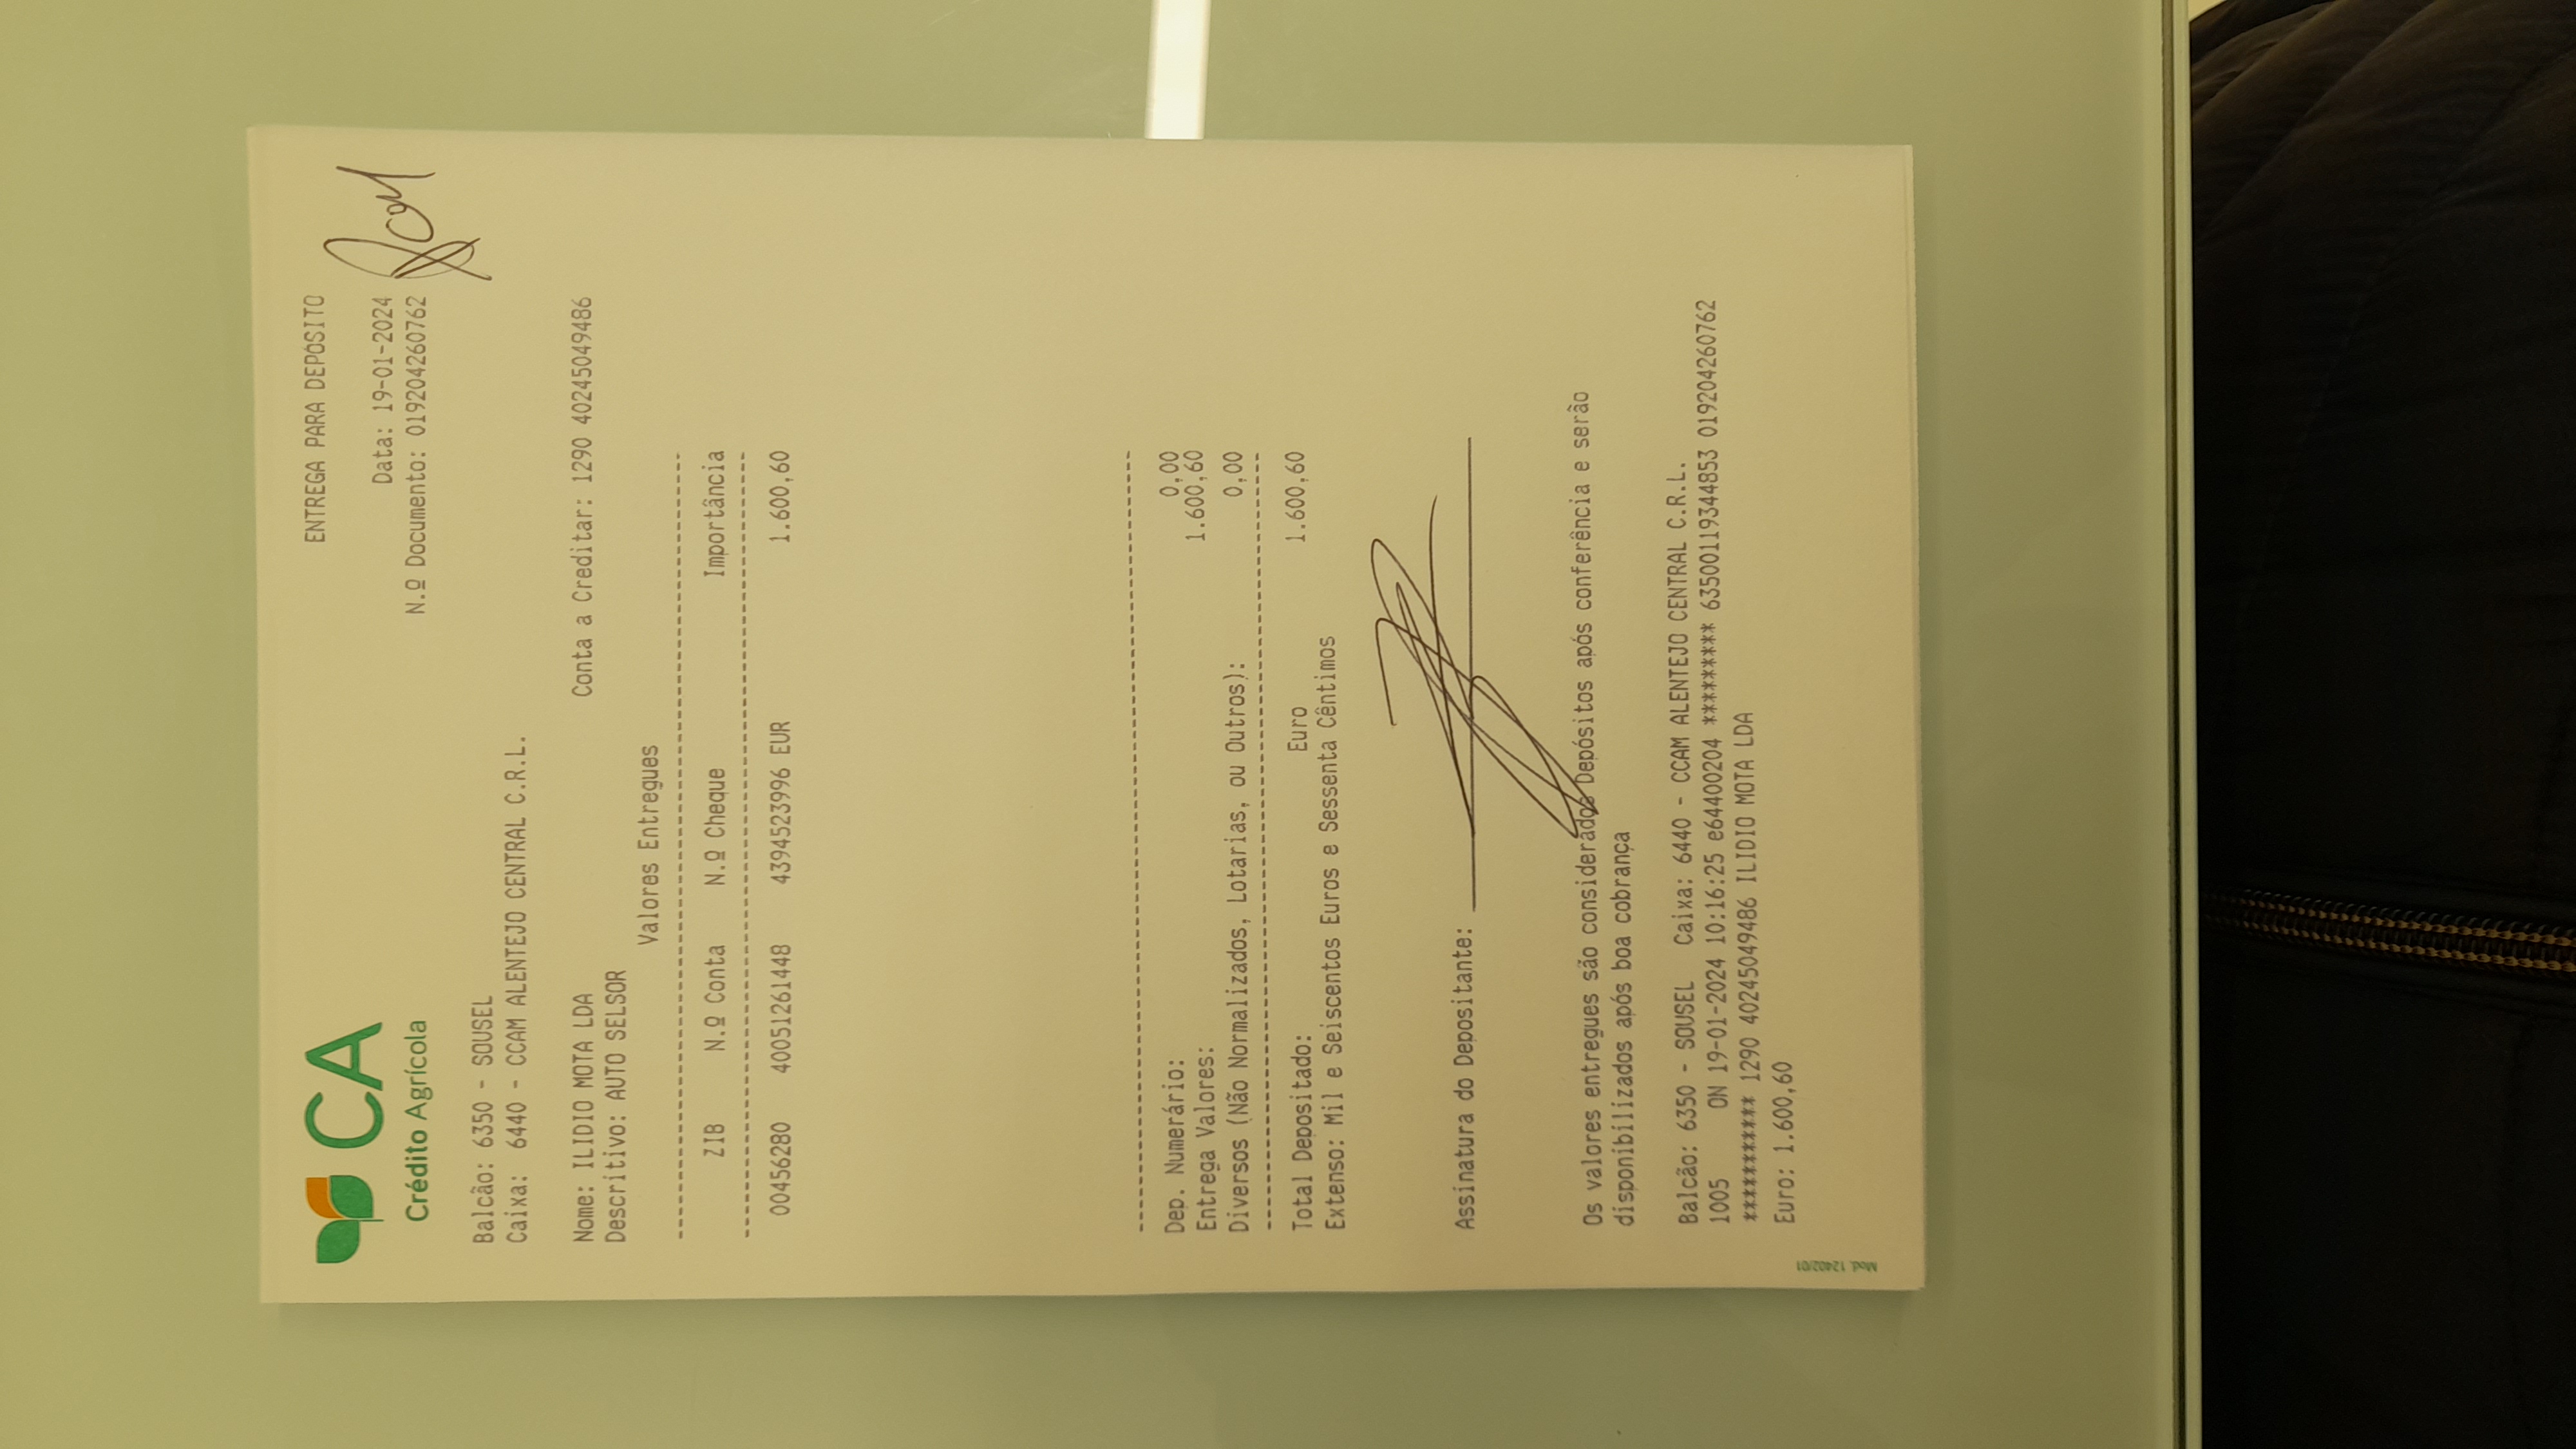 CA
Crédito Agrícola
ENTREGA PARA DEPÓSITO
Data: 19-01-2024
N.º Documento: 019204260762
Balcão: 6350 - SOUSEL
Caixa: 6440 - CCAM ALENTEJO CENTRAL C.R.L.
Nome: ILIDIO MOTA LDA Conta a Creditar: 1290 40245049486
Descritivo: AUTO SELSOR
Valores Entregues
ZIB N.º Conta N.º Cheque Importância
00456280 40051261448 4394523996 EUR 1.600,60
Dep. Numerário: 0,00
Entrega Valores: 1.600,60
Diversos (Não Normalizados, Lotarias, ou Outros): 0,00
Total Depositado: Euro 1.600,60
Extenso: Mil e Seiscentos Euros e Sessenta Cêntimos
Assinatura do Depositante:
Os valores entregues são considerados Depósitos após conferência e serão
disponibilizados após boa cobrança
Balcão: 6350 - SOUSEL Caixa: 6440 - CCAM ALENTEJO CENTRAL C.R.L.
1005 ON 19-01-2024 10:16:25 e64400204 ********* 63500119344853 019204260762
*********** 1290 40245049486 ILIDIO MOTA LDA
Euro: 1.600,60
Mod. 12402/01